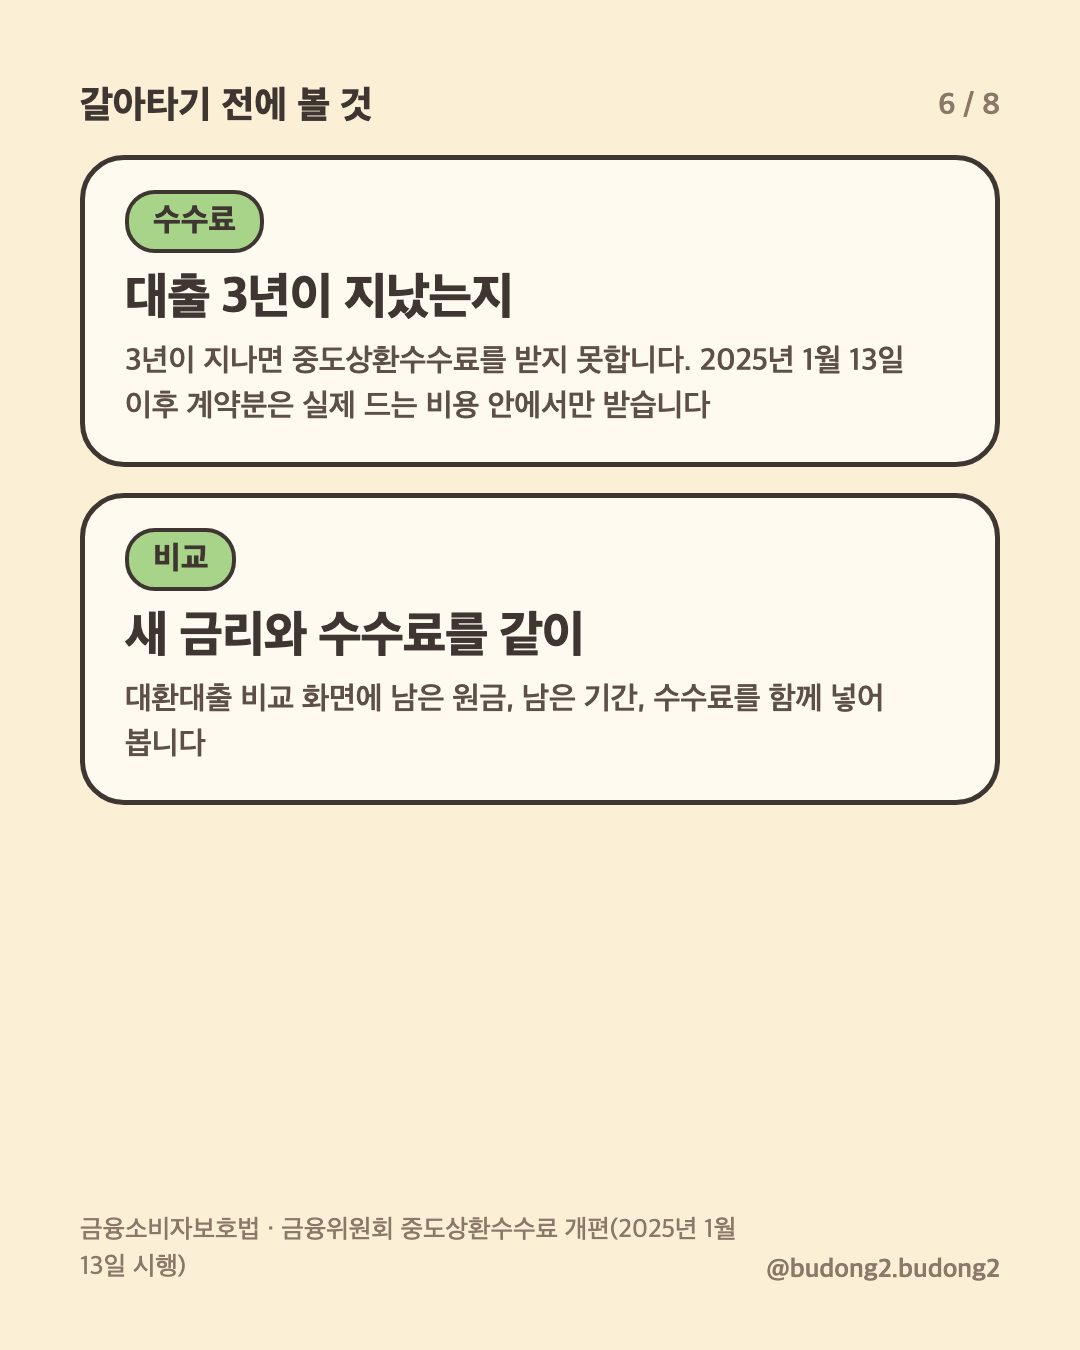 갈아타기 전에 볼 것
6 / 8
수수료
대출 3년이 지났는지
3년이 지나면 중도상환수수료를 받지 못합니다. 2025년 1월 13일
이후 계약분은 실제 드는 비용 안에서만 받습니다
비교
새 금리와 수수료를 같이
대환대출 비교 화면에 남은 원금, 남은 기간, 수수료를 함께 넣어
봅니다
금융소비자보호법 · 금융위원회 중도상환수수료 개편(2025년 1월
13일 시행)
@budong2.budong2